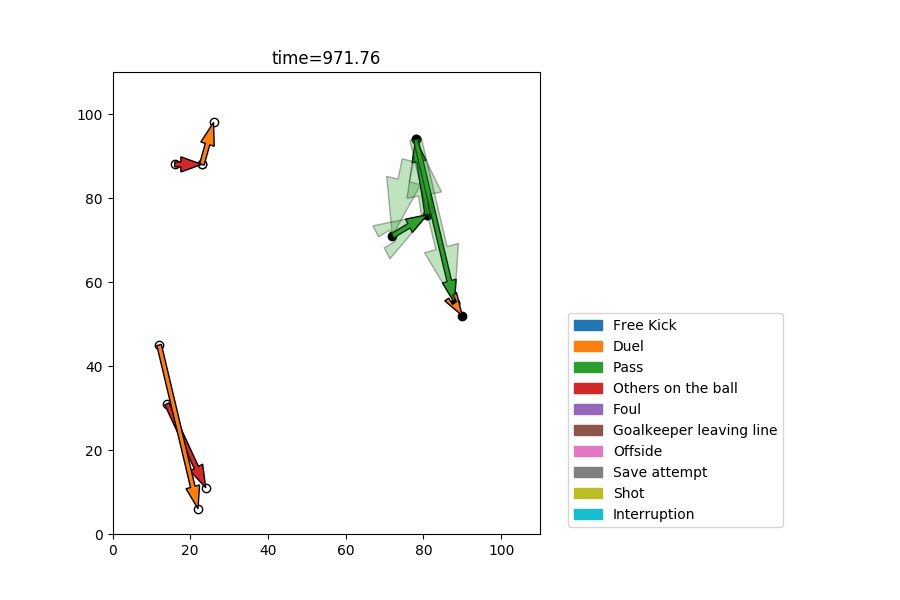 time=971.76
100
80
60
40
20
0
0 20 40 60 80 100
Free Kick
Duel
Pass
Others on the ball
Foul
Goalkeeper leaving line
Offside
Save attempt
Shot
Interruption